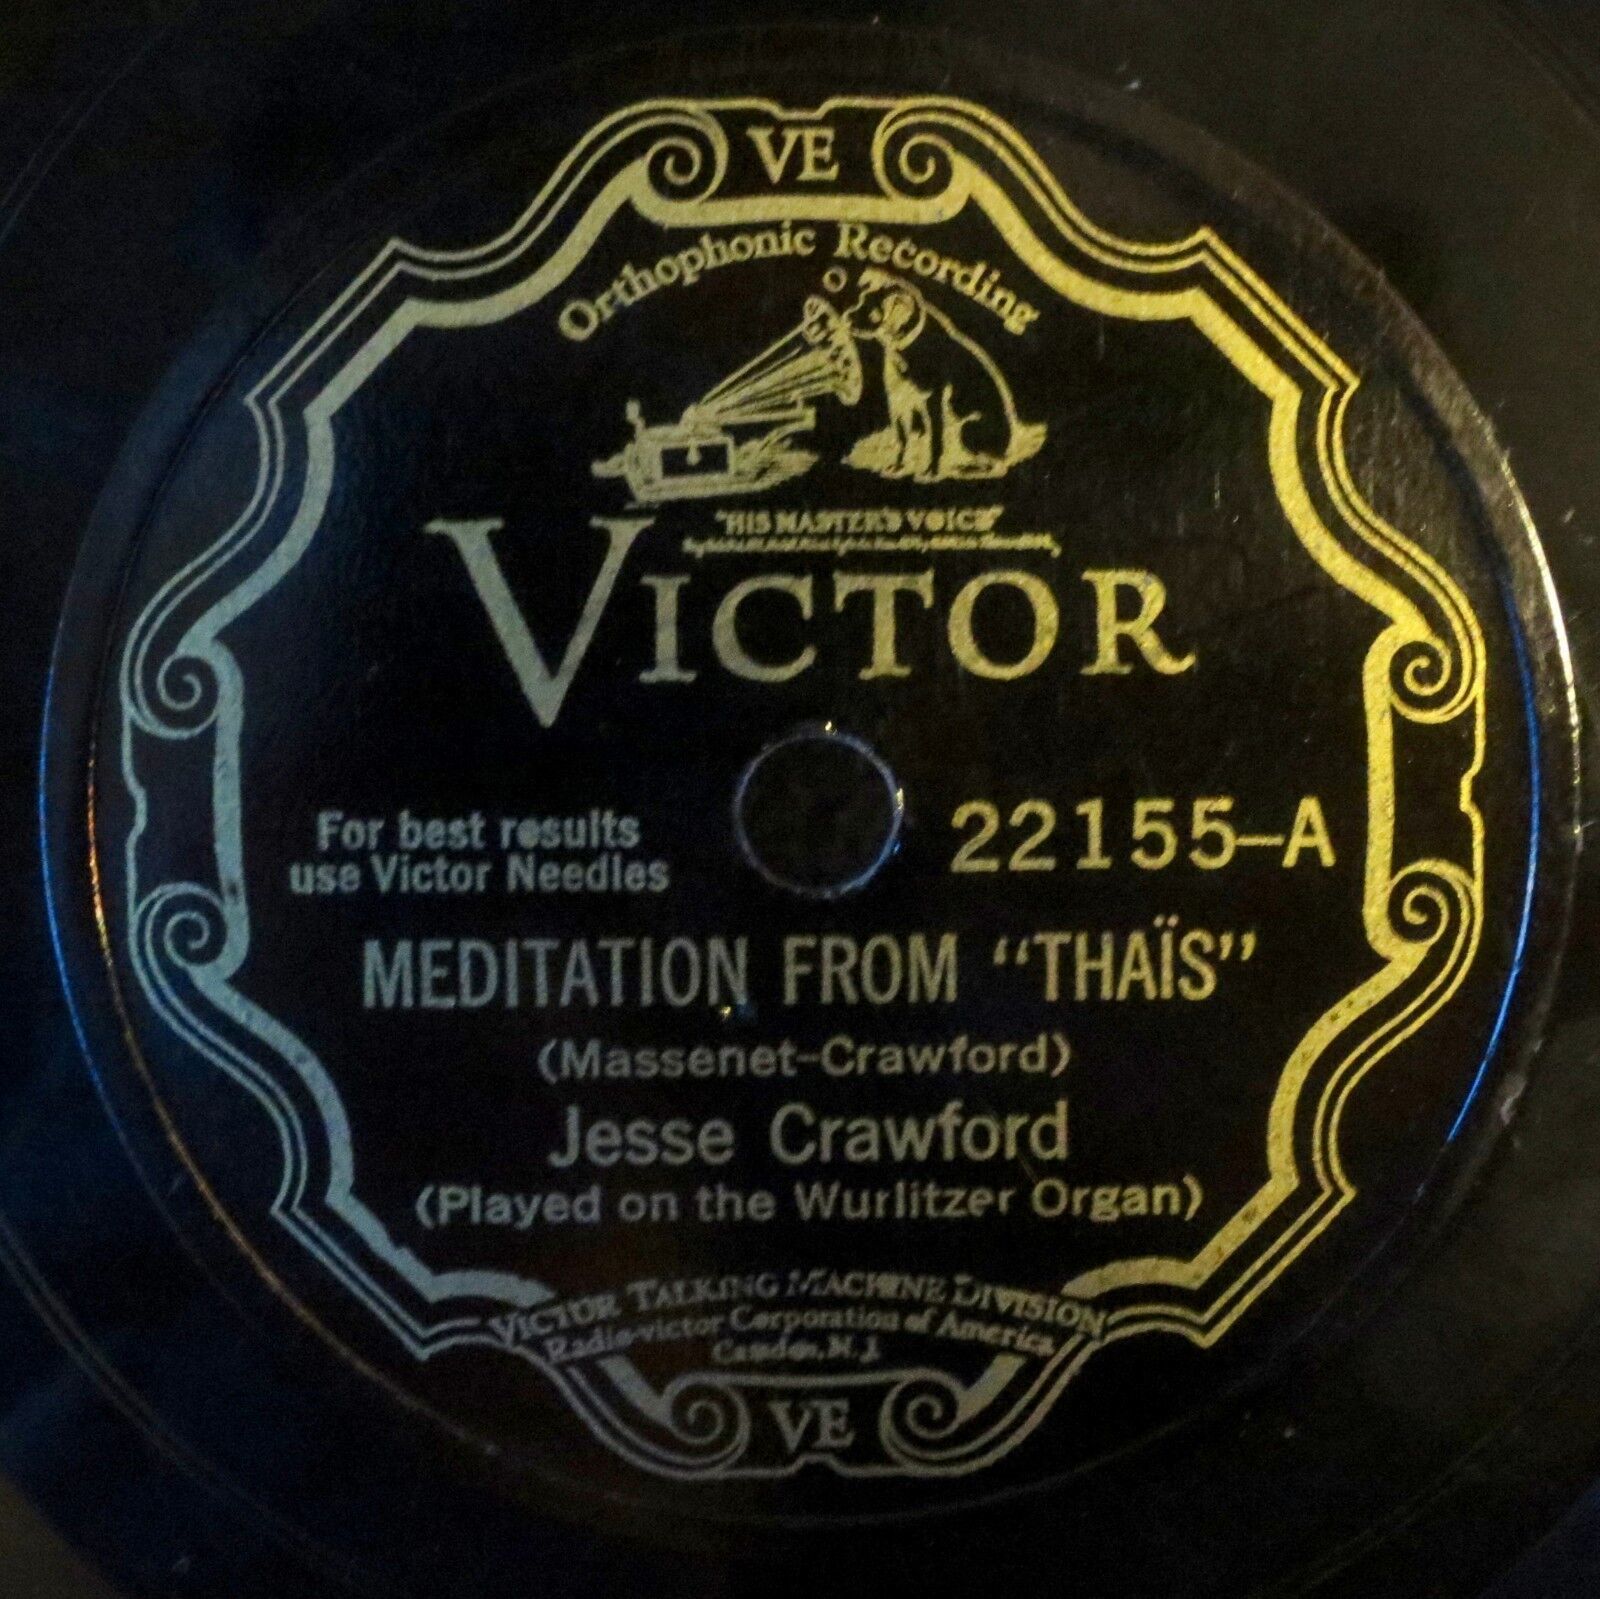 VE
Orthophonic Recording
"HIS MASTER'S VOICE"
VICTOR
For best results
use Victor Needles
22155-A
MEDITATION FROM "THAÏS"
(Massenet-Crawford)
Jesse Crawford
(Played on the Wurlitzer Organ)
VICTOR TALKING MACHINE DIVISION
Radio-Victor Corporation of America
Camden, N.J.
VE